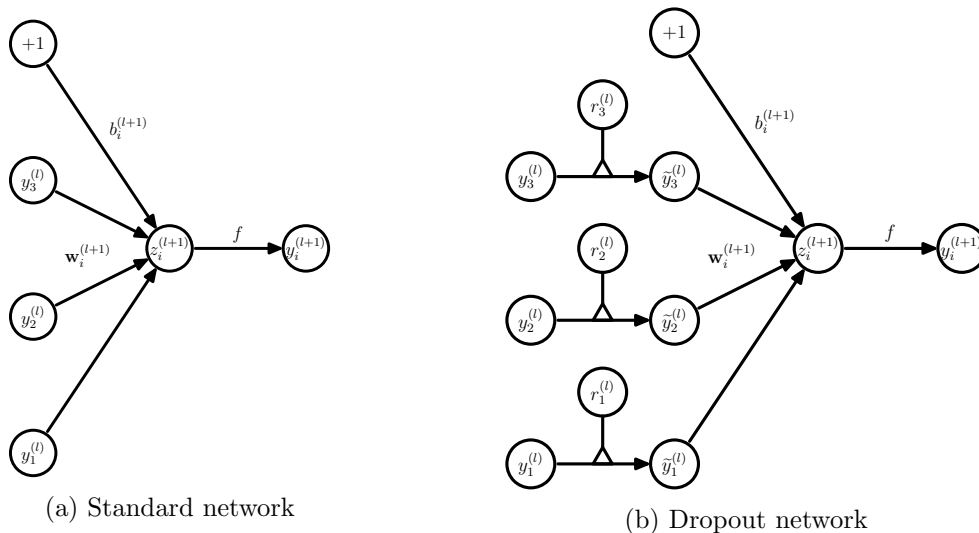 +1
b_i^{(l+1)}
y_3^{(l)}
w_i^{(l+1)}
z_i^{(l+1)}
f
y_i^{(l+1)}
y_2^{(l)}
y_1^{(l)}
(a) Standard network
+1
b_i^{(l+1)}
r_3^{(l)}
y_3^{(l)}
ỹ_3^{(l)}
r_2^{(l)}
w_i^{(l+1)}
z_i^{(l+1)}
f
y_i^{(l+1)}
y_2^{(l)}
ỹ_2^{(l)}
r_1^{(l)}
y_1^{(l)}
ỹ_1^{(l)}
(b) Dropout network